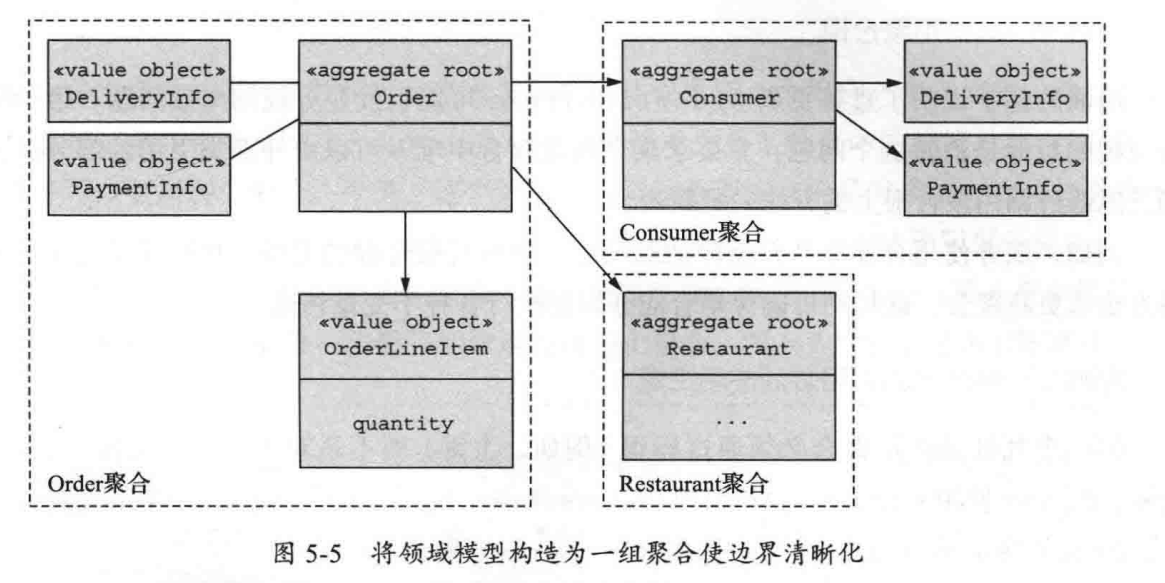 «value object»
DeliveryInfo
«value object»
PaymentInfo
«aggregate root»
Order
«value object»
OrderLineItem
quantity
Order聚合
«aggregate root»
Consumer
«value object»
DeliveryInfo
«value object»
PaymentInfo
Consumer聚合
«aggregate root»
Restaurant
...
Restaurant聚合
图 5-5 将领域模型构造为一组聚合使边界清晰化